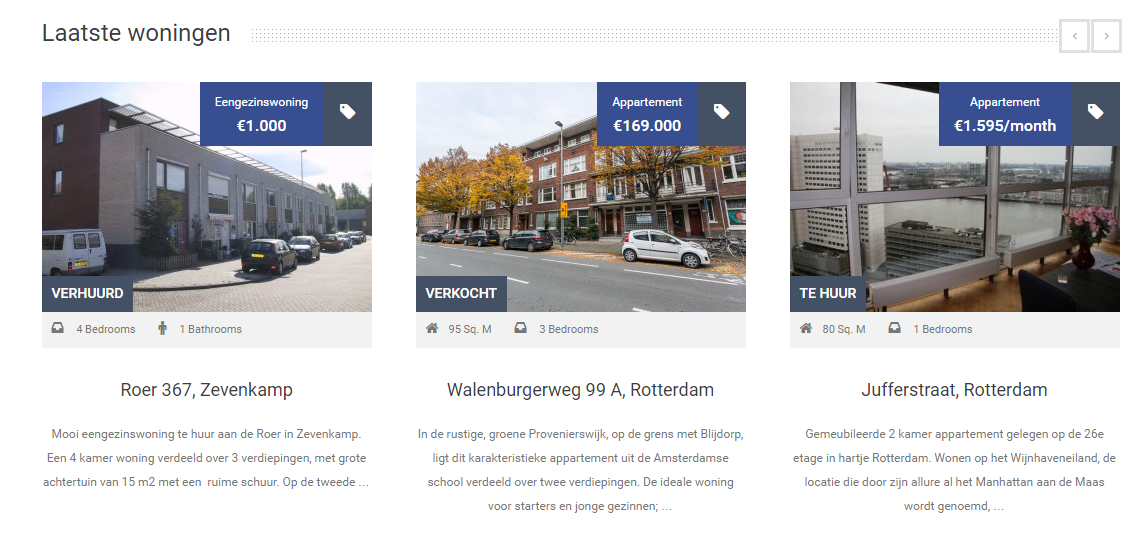 Laatste woningen
Eengezinswoning
€1.000
VERHUURD
4 Bedrooms 1 Bathrooms
Roer 367, Zevenkamp
Mooi eengezinswoning te huur aan de Roer in Zevenkamp.
Een 4 kamer woning verdeeld over 3 verdiepingen, met grote
achtertuin van 15 m2 met een ruime schuur. Op de tweede ...
Appartement
€169.000
VERKOCHT
95 Sq. M 3 Bedrooms
Walenburgerweg 99 A, Rotterdam
In de rustige, groene Provenierswijk, op de grens met Blijdorp,
ligt dit karakteristieke appartement uit de Amsterdamse
school verdeeld over twee verdiepingen. De ideale woning
voor starters en jonge gezinnen; ...
Appartement
€1.595/month
TE HUUR
80 Sq. M 1 Bedrooms
Jufferstraat, Rotterdam
Gemeubileerde 2 kamer appartement gelegen op de 26e
etage in hartje Rotterdam. Wonen op het Wijnhaveneiland, de
locatie die door zijn allure al het Manhattan aan de Maas
wordt genoemd, ...